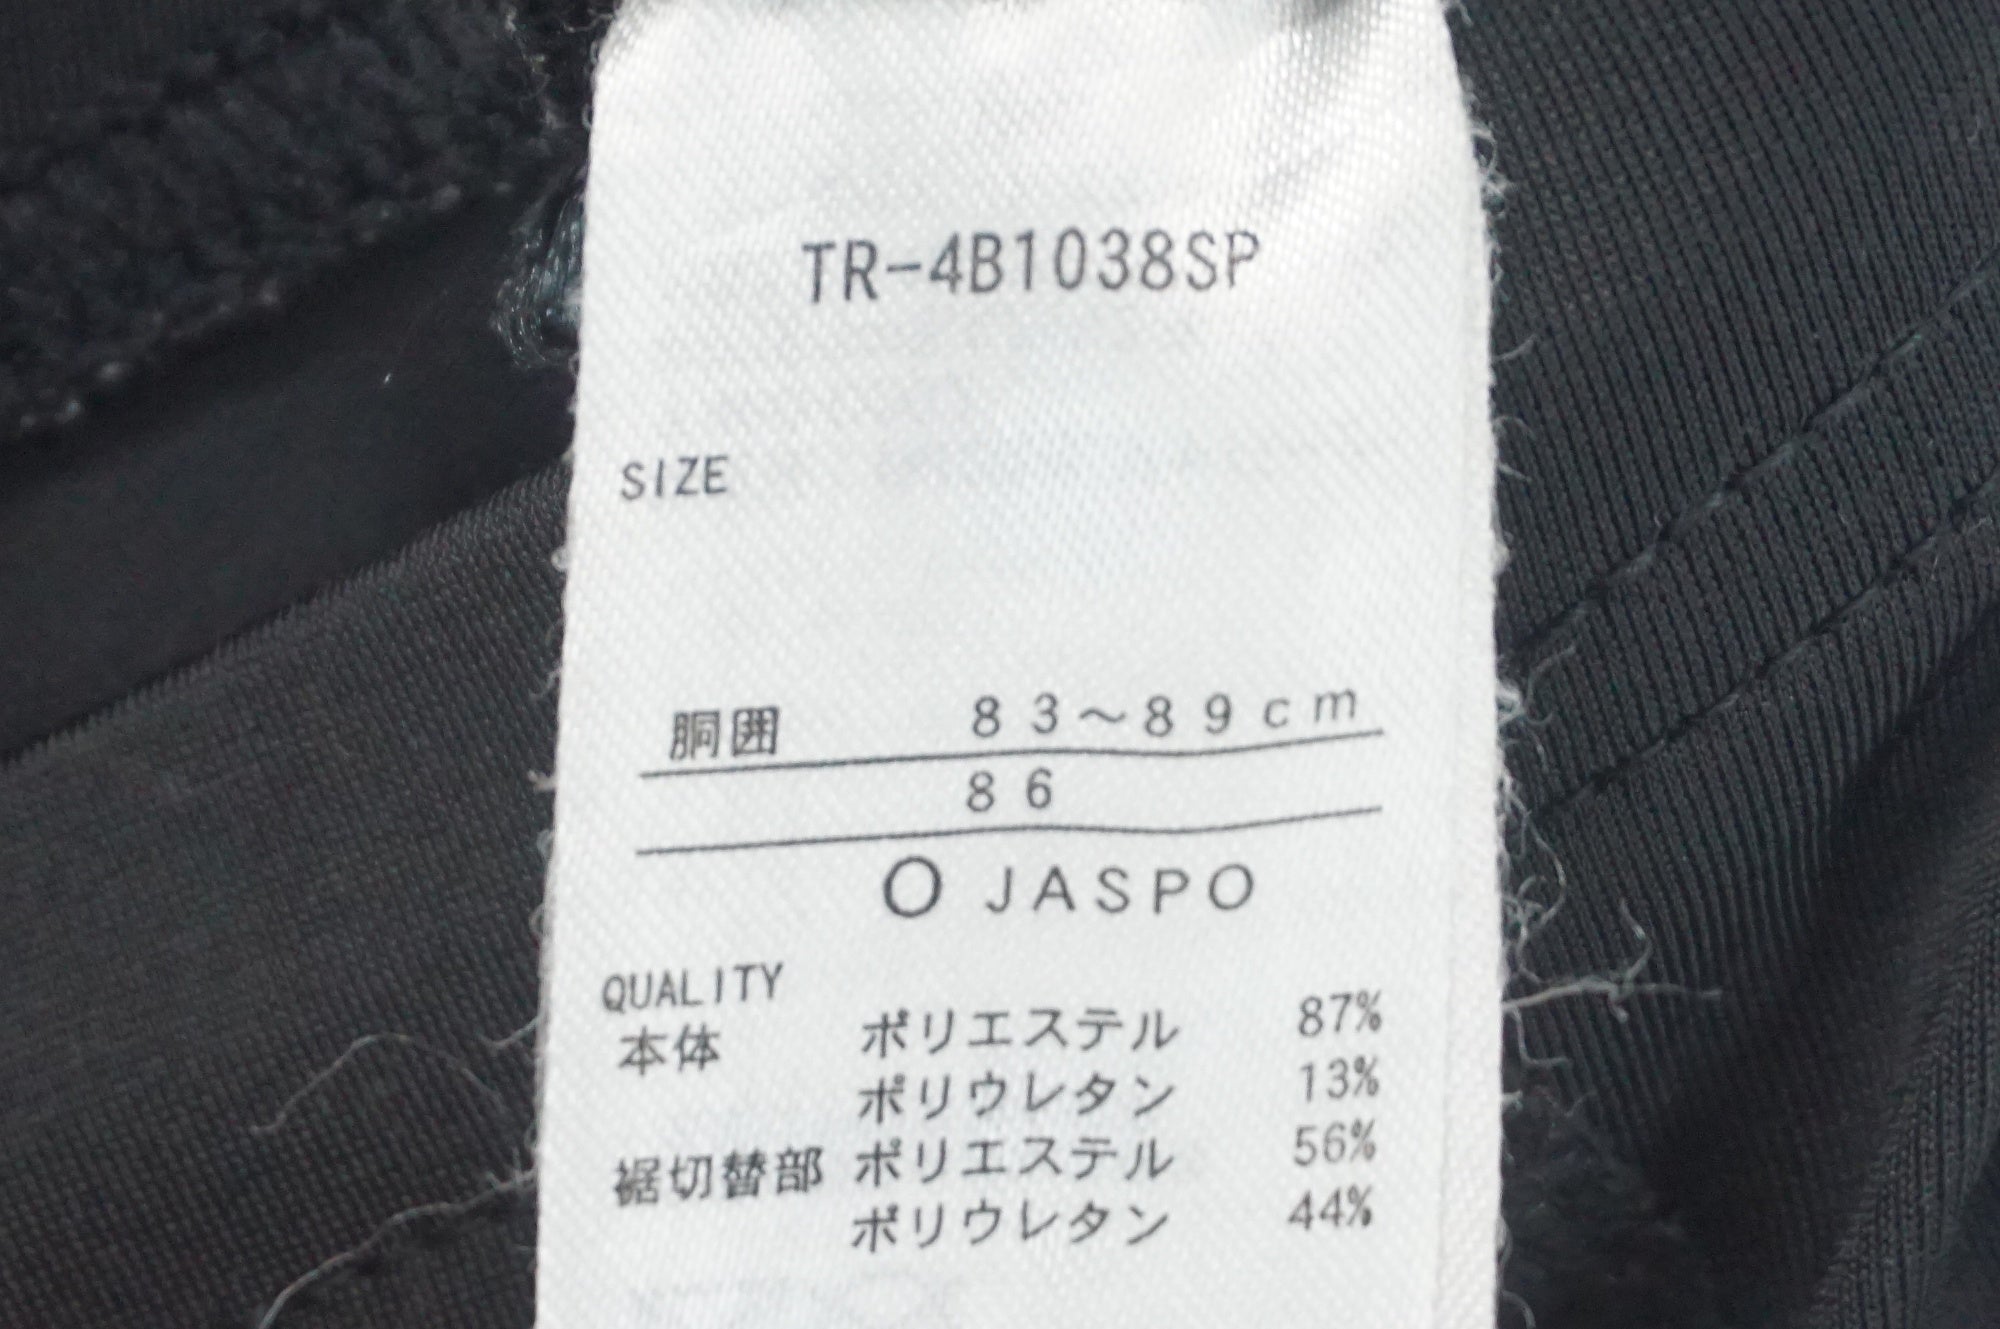 TR-4B1038SP
SIZE
胴囲 83～89cm
86
O JASPO
QUALITY
本体 ポリエステル 87%
ポリウレタン 13%
裾切替部 ポリエステル 56%
ポリウレタン 44%